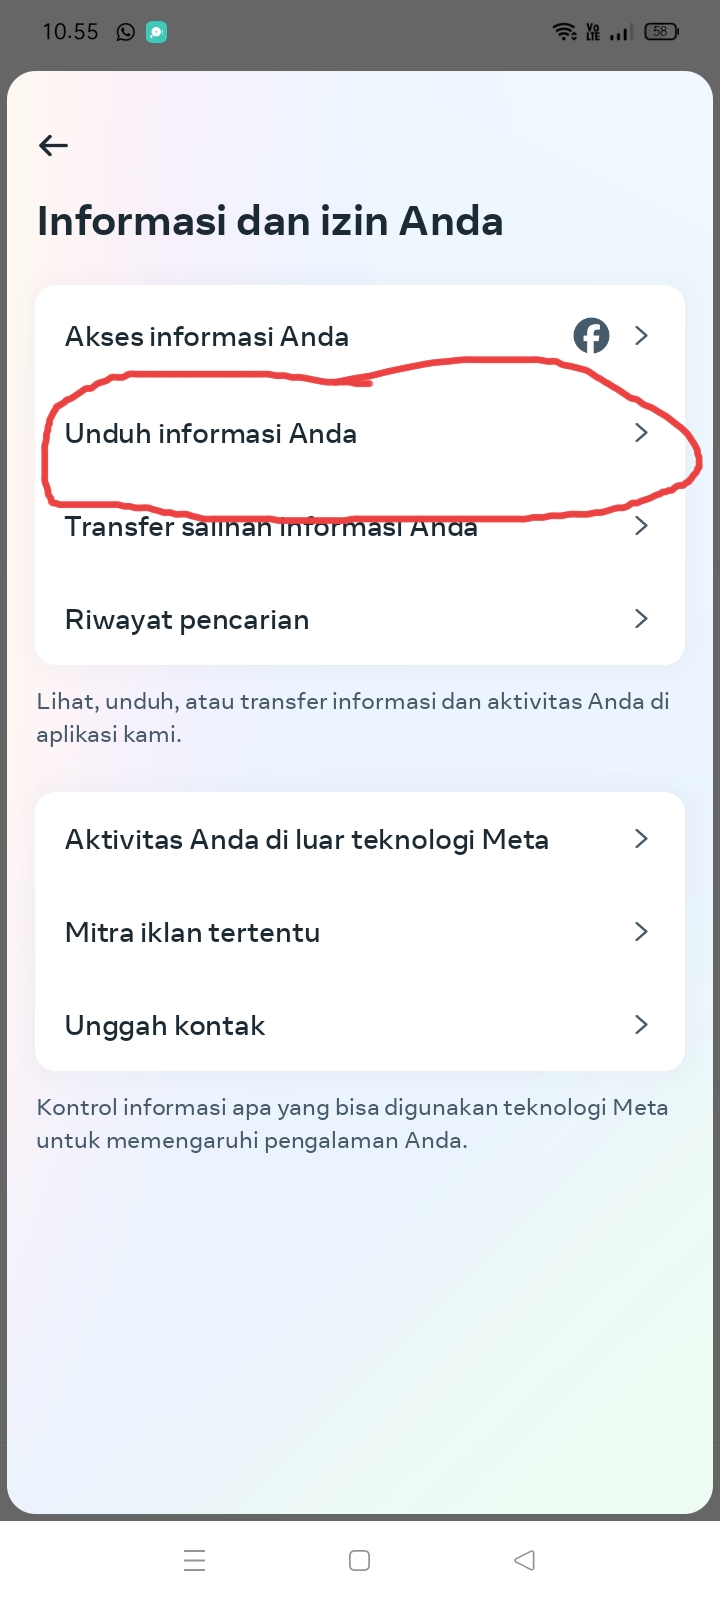 10.55
VoLTE
58
Informasi dan izin Anda
Akses informasi Anda
Unduh informasi Anda
Transfer salinan informasi Anda
Riwayat pencarian
Lihat, unduh, atau transfer informasi dan aktivitas Anda di
aplikasi kami.
Aktivitas Anda di luar teknologi Meta
Mitra iklan tertentu
Unggah kontak
Kontrol informasi apa yang bisa digunakan teknologi Meta
untuk memengaruhi pengalaman Anda.